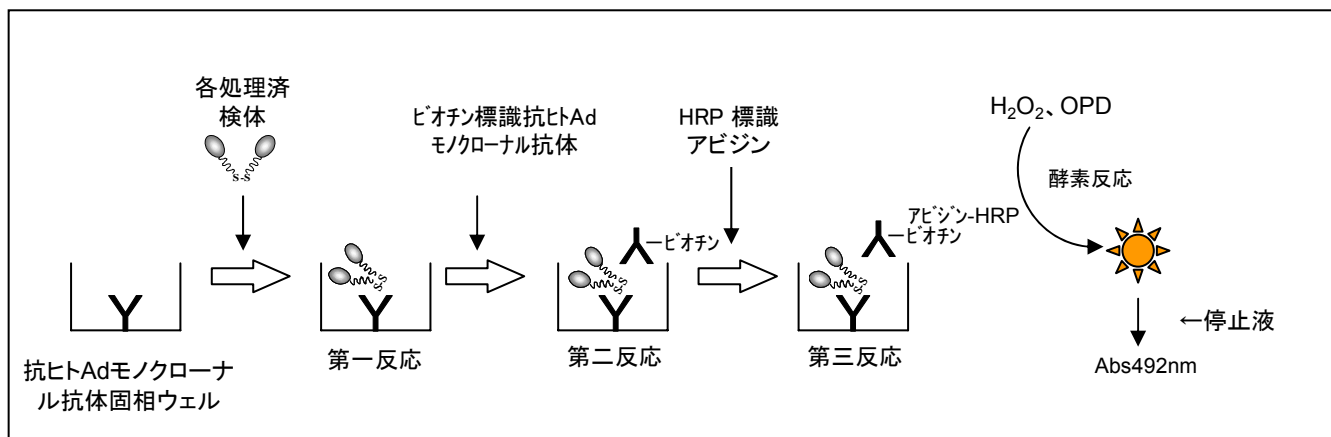 各処理済
検体
S-S
ﾋﾞｵﾁﾝ標識抗ﾋﾄAd
ﾓﾉｸﾛｰﾅﾙ抗体
HRP 標識
アビジン
H₂O₂、OPD
酵素反応
ｱﾋﾞｼﾞﾝ-HRP
ﾋﾞｵﾁﾝ
ﾋﾞｵﾁﾝ
S-S
S-S
S-S
第一反応
第二反応
第三反応
←停止液
Abs492nm
抗ﾋﾄAdモノクローナ
ル抗体固相ウェル